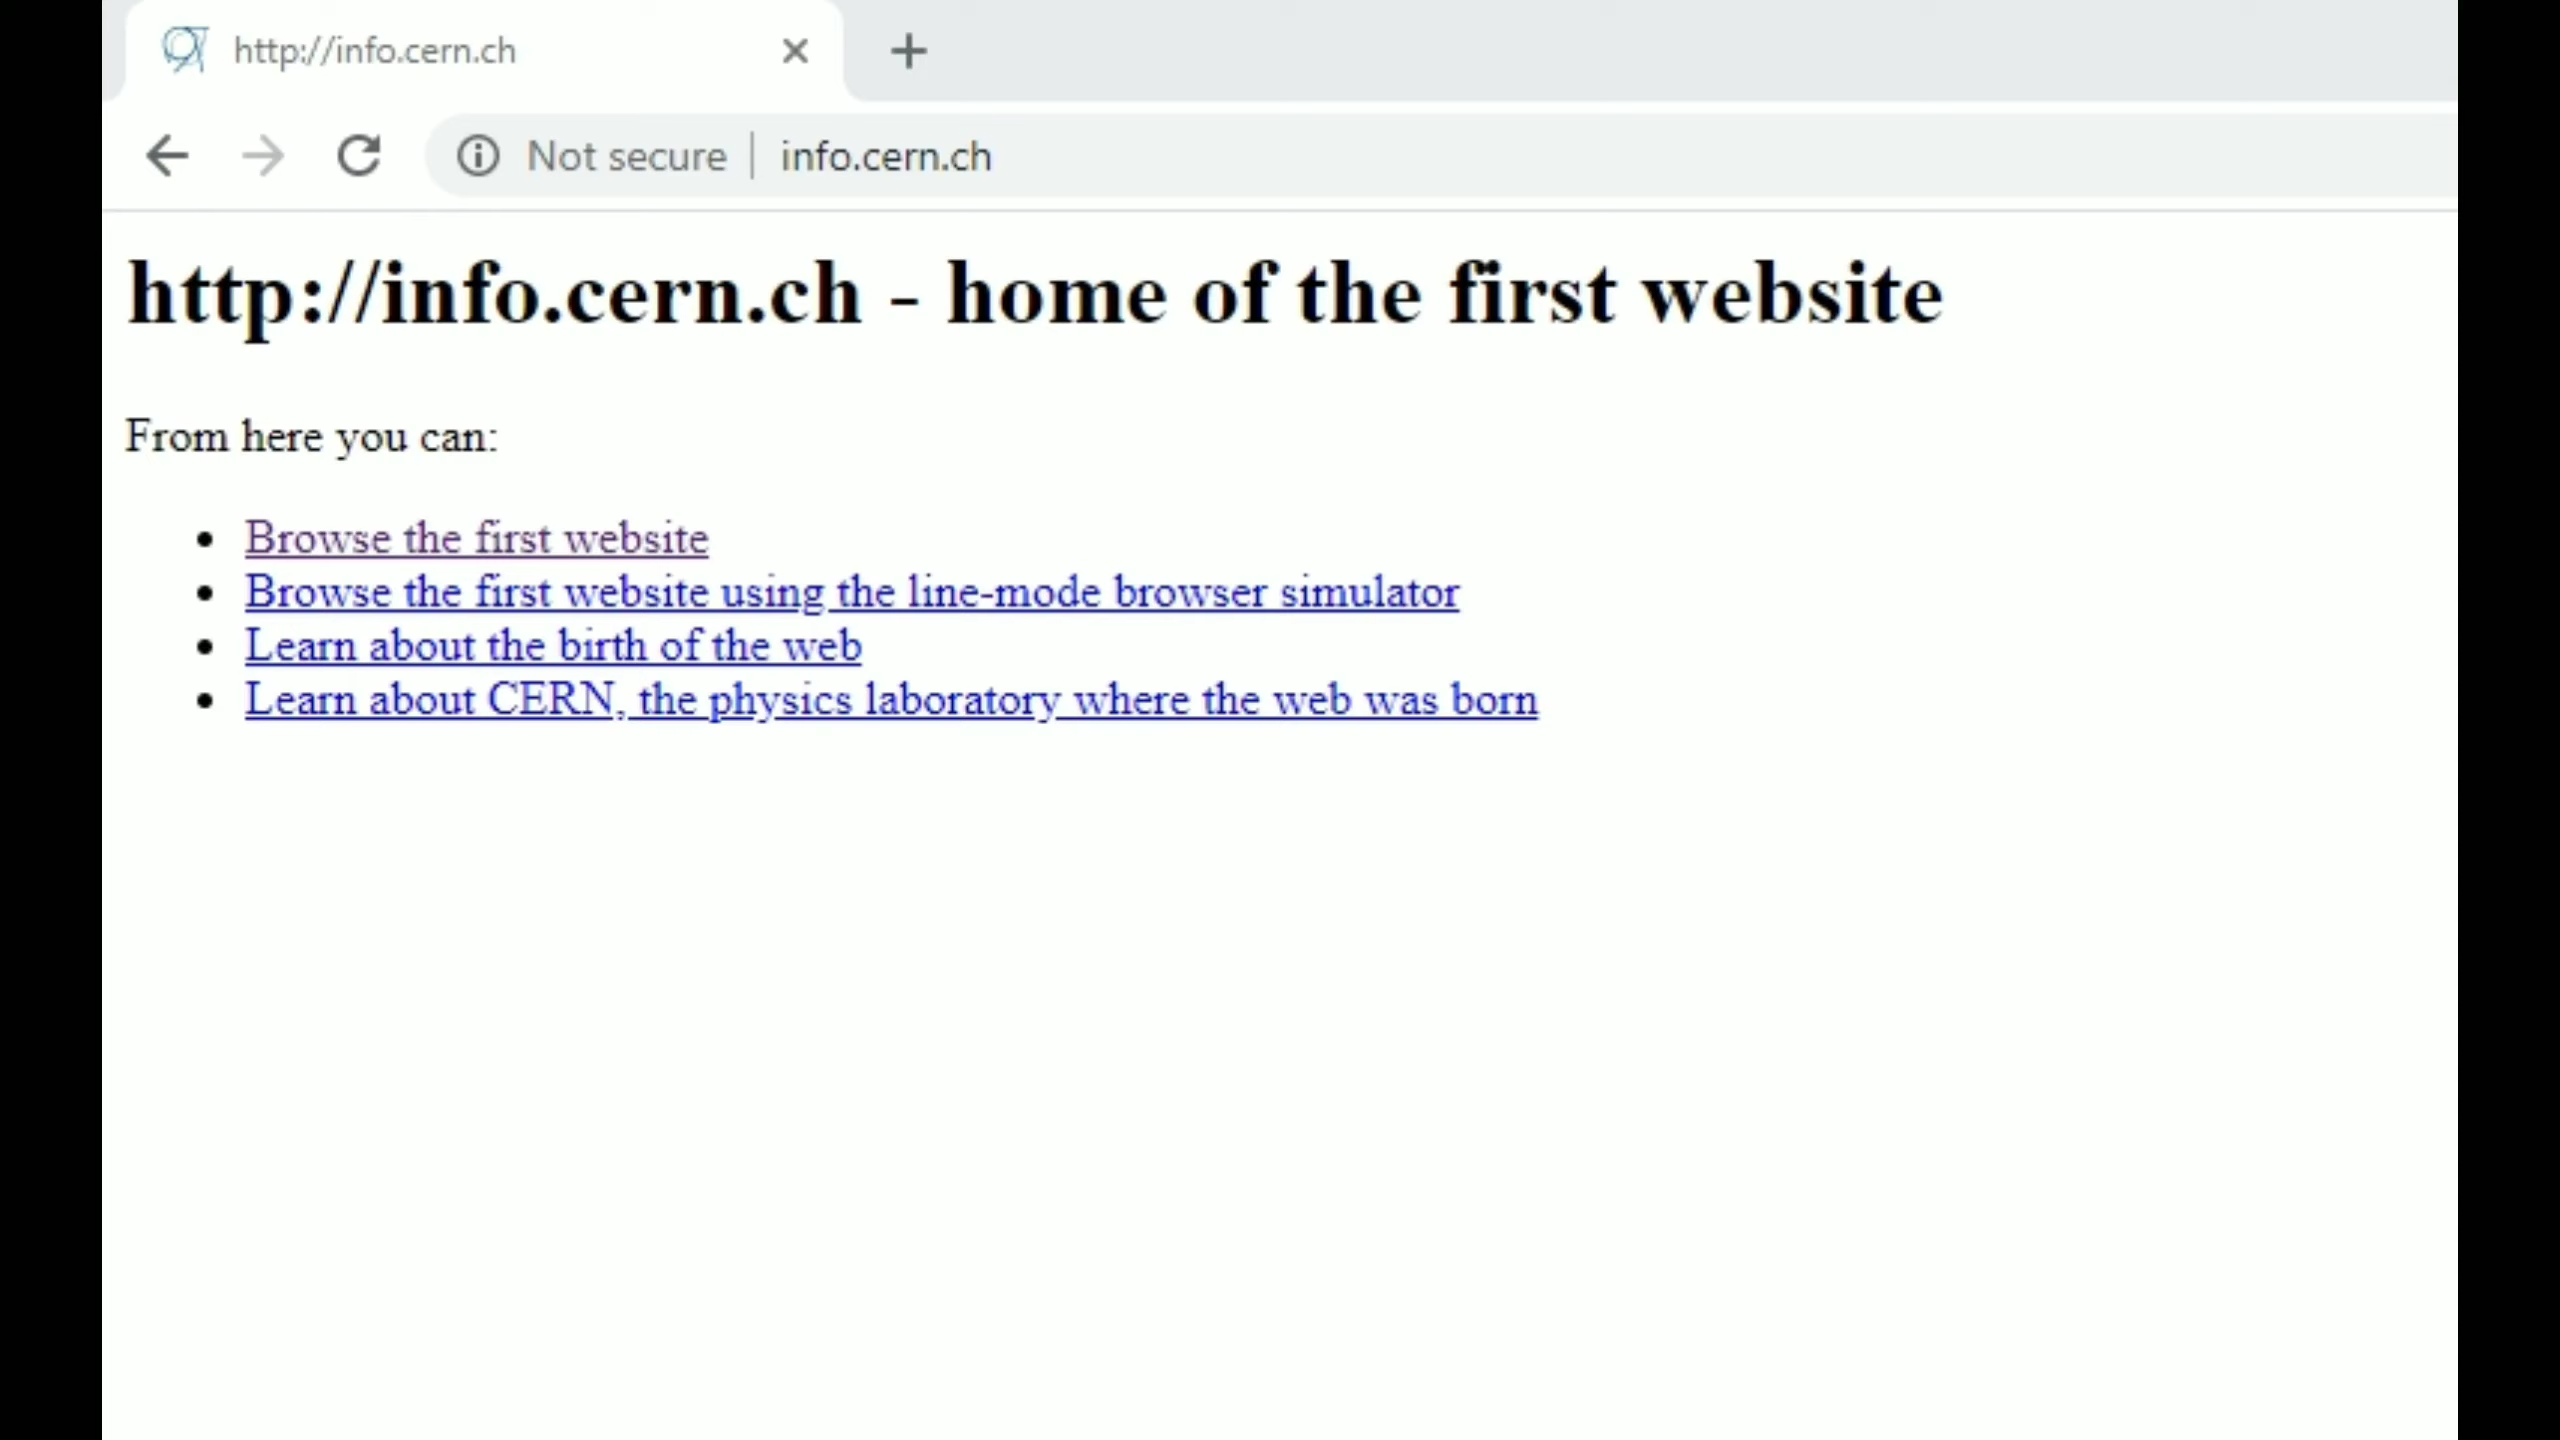 http://info.cern.ch
Not secure | info.cern.ch
http://info.cern.ch - home of the first website
From here you can:
Browse the first website
Browse the first website using the line-mode browser simulator
Learn about the birth of the web
Learn about CERN, the physics laboratory where the web was born